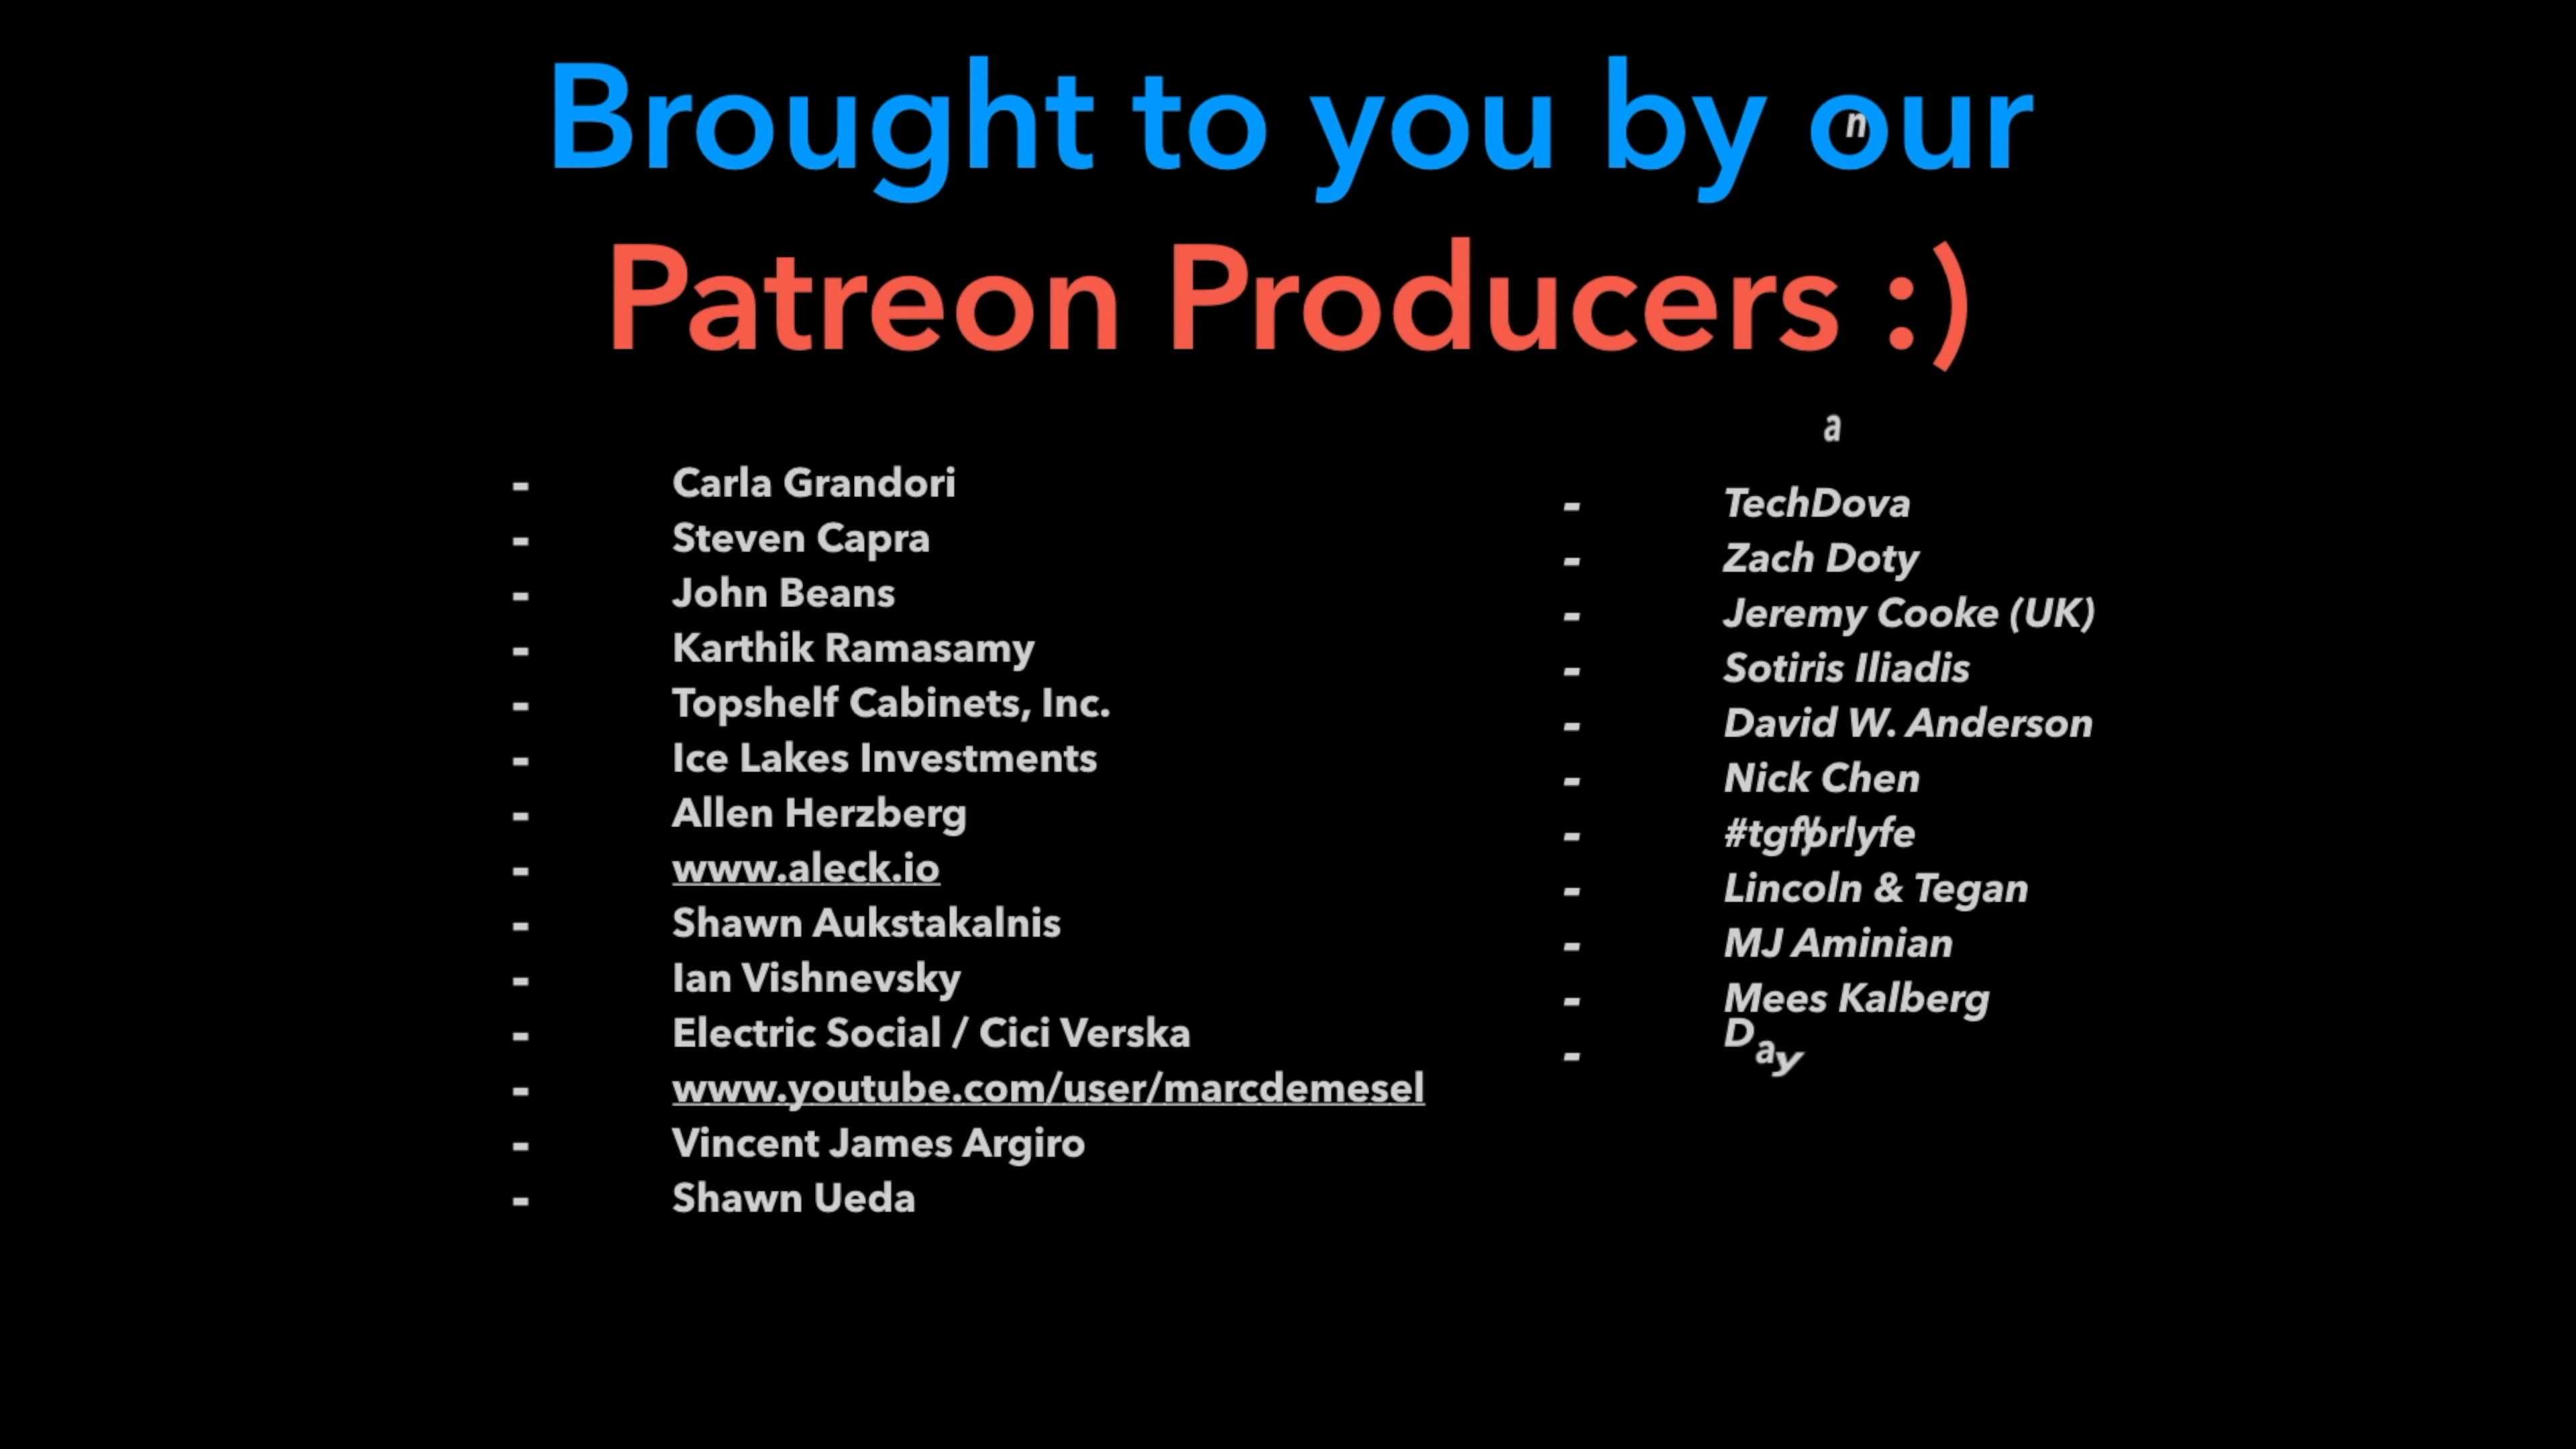 Brought to you by our
Patreon Producers :)
- Carla Grandori
- Steven Capra
- John Beans
- Karthik Ramasamy
- Topshelf Cabinets, Inc.
- Ice Lakes Investments
- Allen Herzberg
- www.aleck.io
- Shawn Aukstakalnis
- Ian Vishnevsky
- Electric Social / Cici Verska
- www.youtube.com/user/marcdemesel
- Vincent James Argiro
- Shawn Ueda
- TechDova
- Zach Doty
- Jeremy Cooke (UK)
- Sotiris Iliadis
- David W. Anderson
- Nick Chen
- #tgforlyfe
- Lincoln & Tegan
- MJ Aminian
- Mees Kalberg
- Day